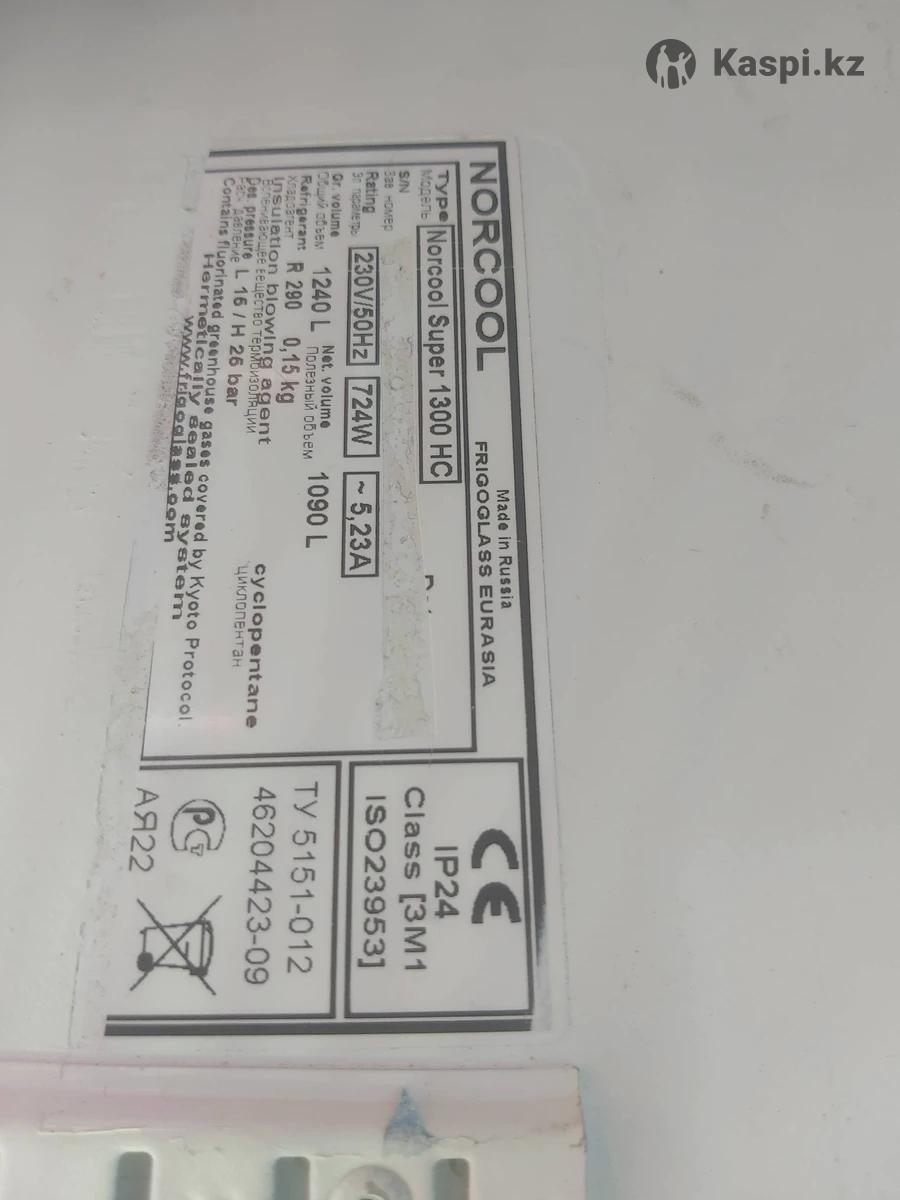 Kaspi.kz
NORCOOL
Made in Russia
FRIGOGLASS EURASIA
Type Norcool Super 1300 HC
Модель
S/N
Зав номер
Rating 230V/50Hz 724W ~ 5,23A
Эл параметры
Gr. volume 1240 L Net. volume 1090 L
Общий объем Полезный объем
Refrigerant R 290 0,15 kg
Хладоагент
Insulation blowing agent cyclopentane
Вспенивающее вещество термоизоляции циклопентан
Des pressure L 16 / H 26 bar
Расч давление
Contains fluorinated greenhouse gases covered by Kyoto Protocol.
Hermetically sealed system
www.frigoglass.com
CE
IP24
Class [3M1
ISO23953]
ТУ 5151-012
46204423-09
АЯ22